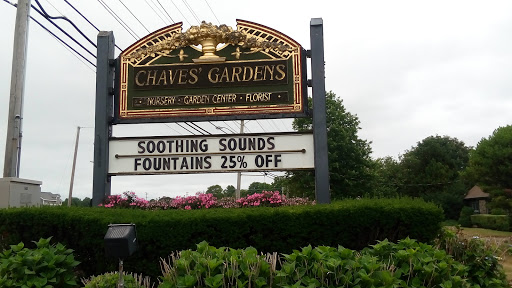 CHAVES' GARDENS
NURSERY · GARDEN CENTER · FLORIST
SOOTHING SOUNDS
FOUNTAINS 25% OFF